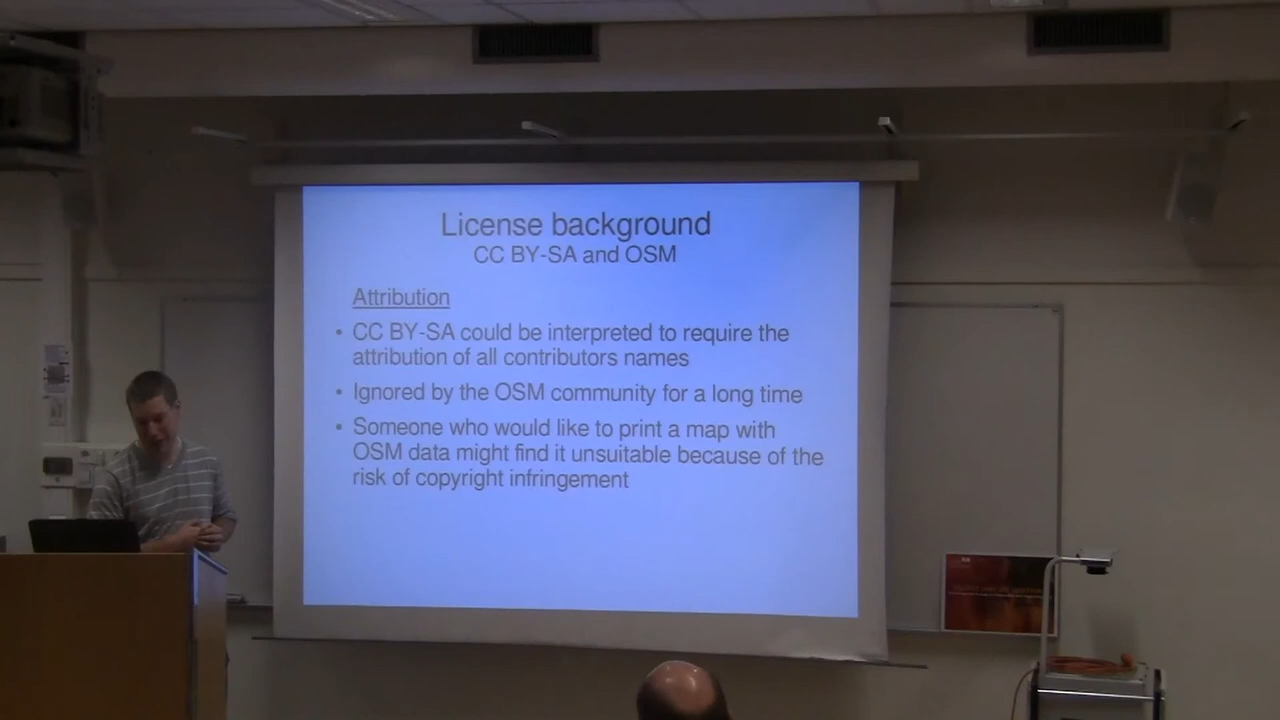 License background
CC BY-SA and OSM
Attribution
• CC BY-SA could be interpreted to require the
attribution of all contributors names
• Ignored by the OSM community for a long time
• Someone who would like to print a map with
OSM data might find it unsuitable because of the
risk of copyright infringement